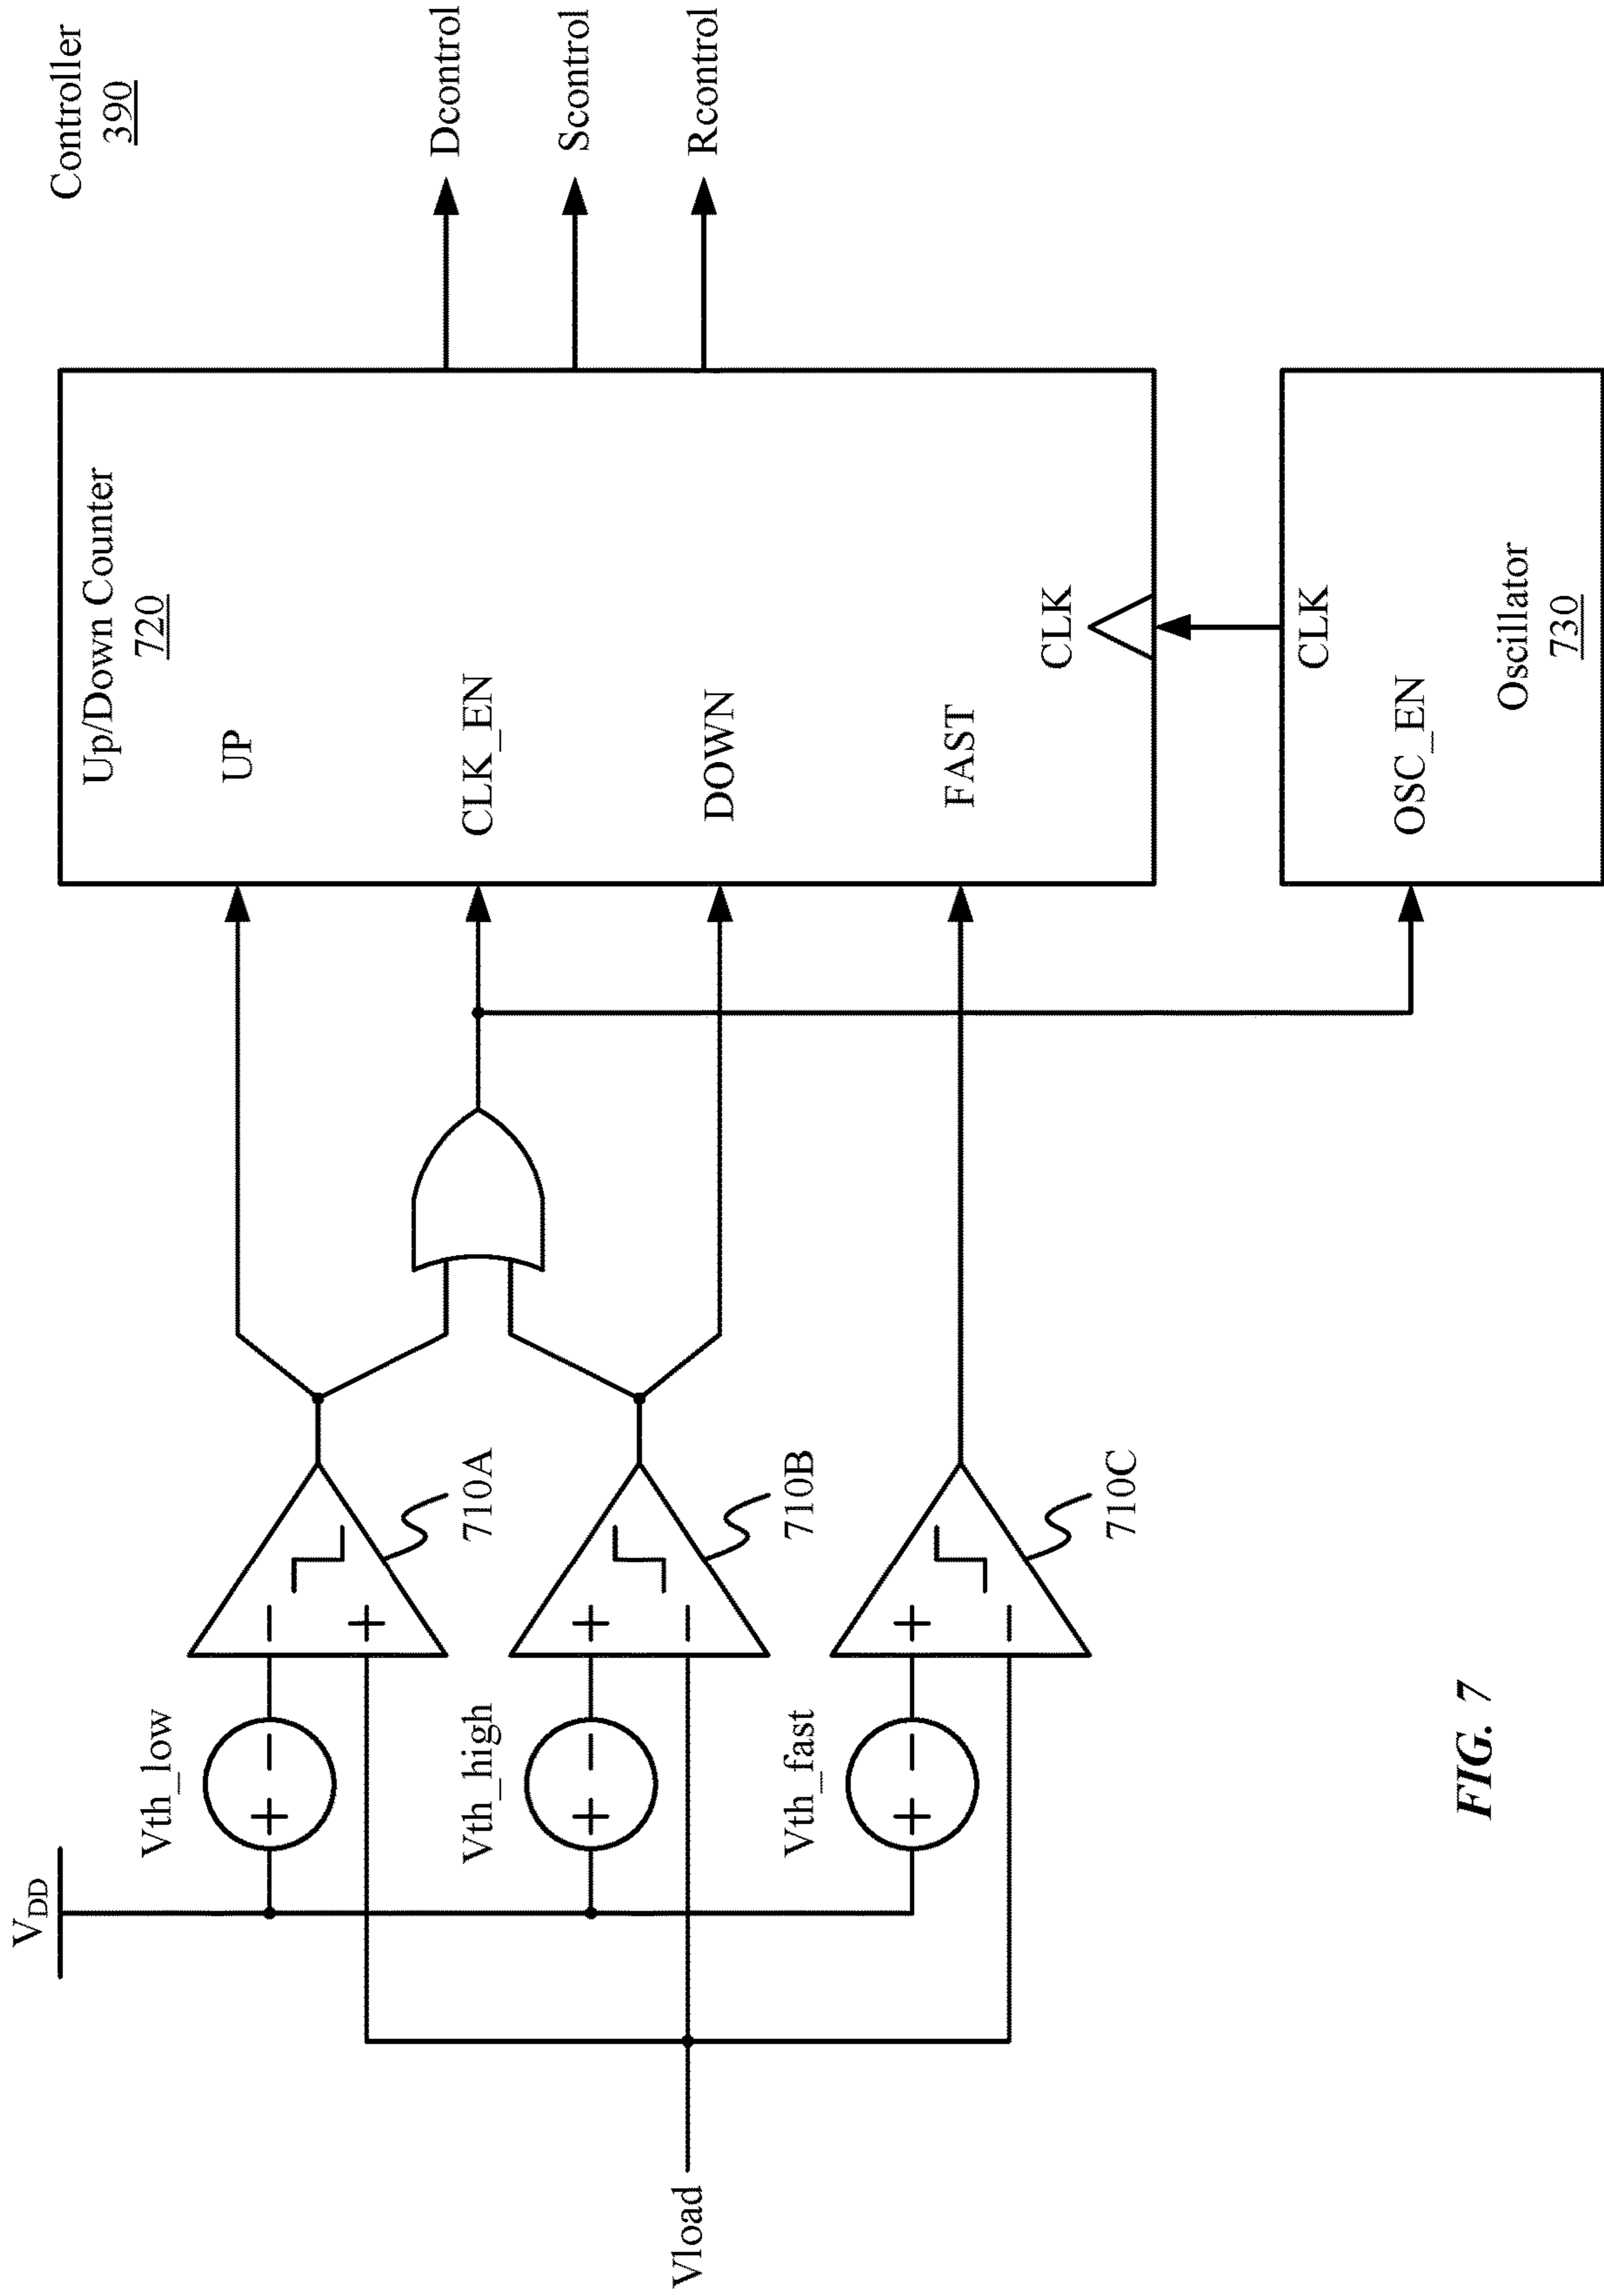 Controller
390
V_DD
Vth_low
+ −
− +
710A
Vth_high
+ −
+ −
710B
Vth_fast
+ −
+ −
710C
Vload
Up/Down Counter
720
UP
CLK_EN
DOWN
FAST
CLK
Dcontrol
Scontrol
Rcontrol
CLK
OSC_EN
Oscillator
730
FIG. 7